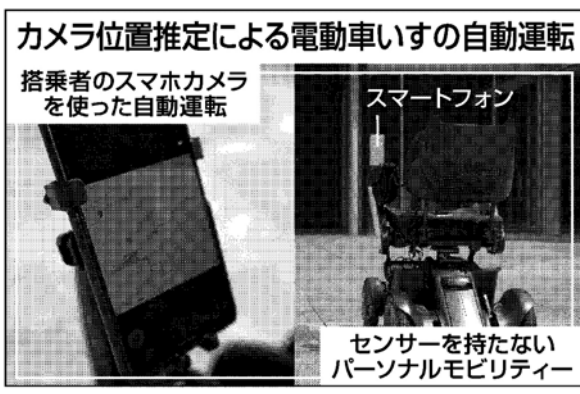 カメラ位置推定による電動車いすの自動運転
搭乗者のスマホカメラ
を使った自動運転
スマートフォン
センサーを持たない
パーソナルモビリティー